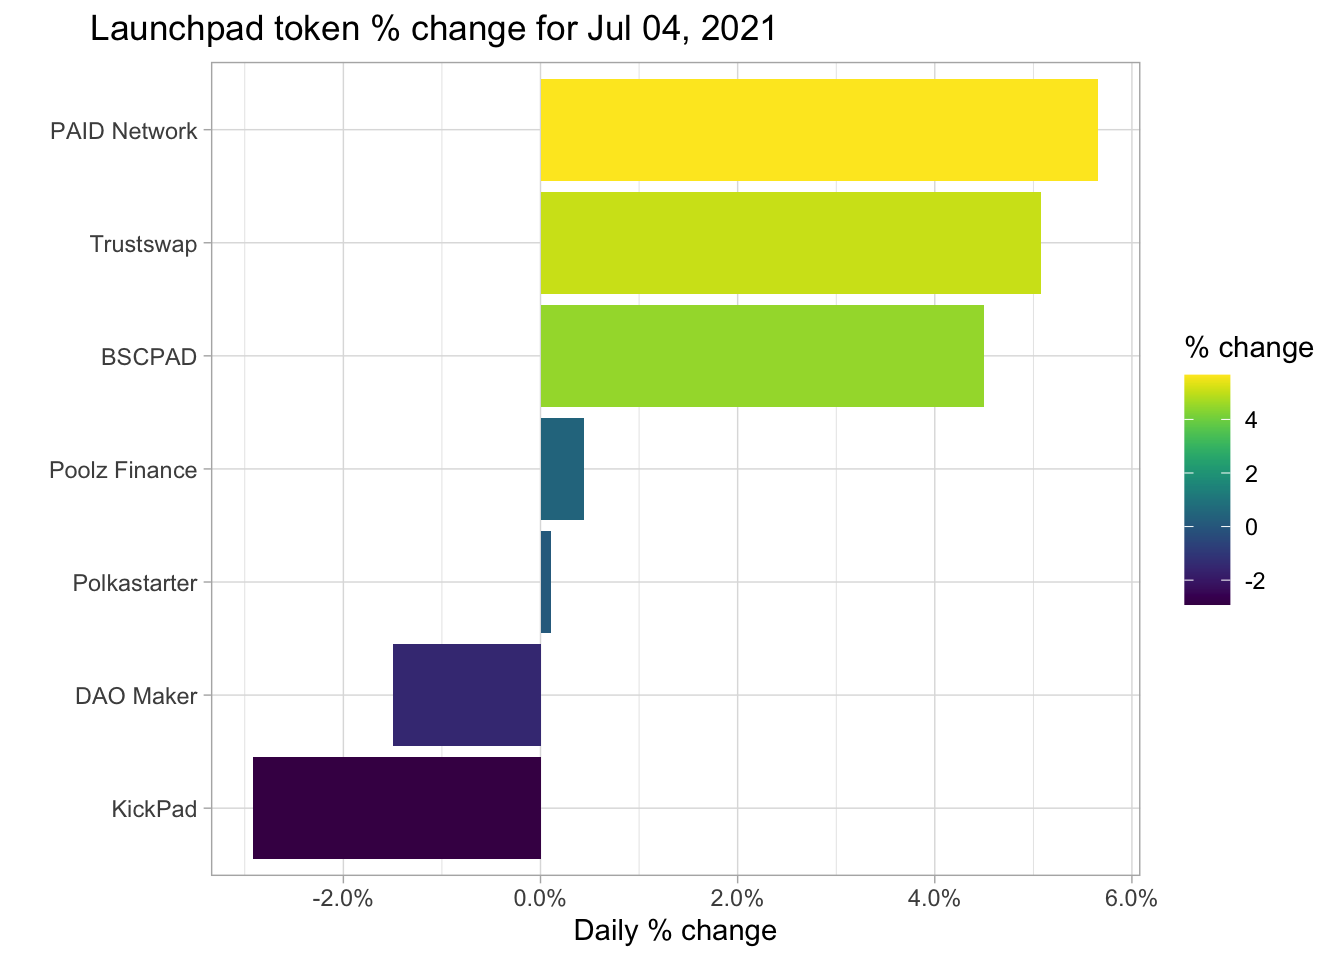 Launchpad token % change for Jul 04, 2021
PAID Network
Trustswap
BSCPAD
Poolz Finance
Polkastarter
DAO Maker
KickPad
-2.0%
0.0%
2.0%
4.0%
6.0%
Daily % change
% change
4
2
0
-2